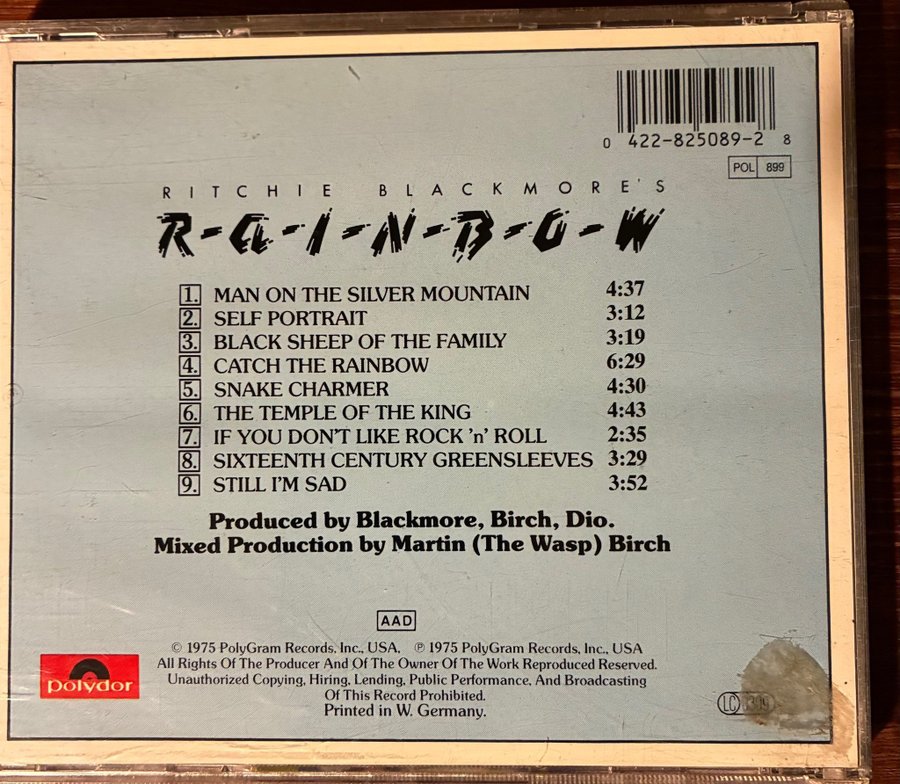 0 422-825089-2 8
POL 899
RITCHIE BLACKMORE'S
R-A-I-N-B-O-W
1. MAN ON THE SILVER MOUNTAIN 4:37
2. SELF PORTRAIT 3:12
3. BLACK SHEEP OF THE FAMILY 3:19
4. CATCH THE RAINBOW 6:29
5. SNAKE CHARMER 4:30
6. THE TEMPLE OF THE KING 4:43
7. IF YOU DON'T LIKE ROCK 'n' ROLL 2:35
8. SIXTEENTH CENTURY GREENSLEEVES 3:29
9. STILL I'M SAD 3:52
Produced by Blackmore, Birch, Dio.
Mixed Production by Martin (The Wasp) Birch
AAD
© 1975 PolyGram Records, Inc., USA. ℗ 1975 PolyGram Records, Inc., USA
All Rights Of The Producer And Of The Owner Of The Work Reproduced Reserved.
Unauthorized Copying, Hiring, Lending, Public Performance, And Broadcasting
Of This Record Prohibited.
Printed in W. Germany.
polydor
LC